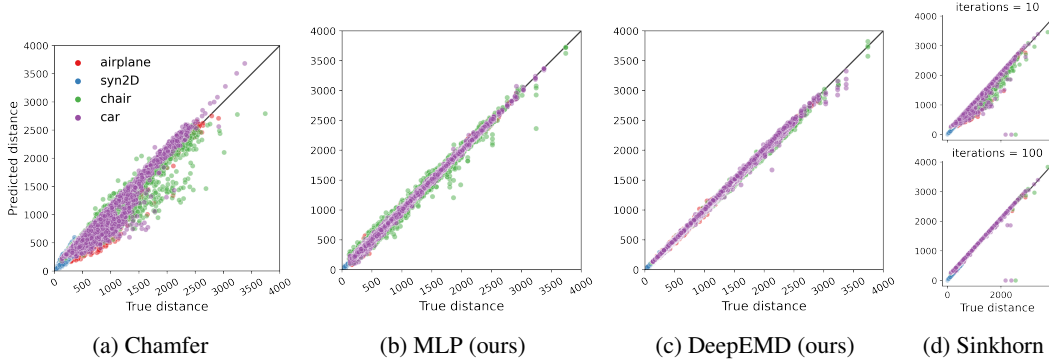 iterations = 10
4000
3500
3000
2500
2000
1500
1000
500
0
Predicted distance
airplane
syn2D
chair
car
0 500 1000 1500 2000 2500 3000 3500 4000
True distance
4000
3500
3000
2500
2000
1500
1000
500
0
0 500 1000 1500 2000 2500 3000 3500 4000
True distance
4000
3500
3000
2500
2000
1500
1000
500
0
0 500 1000 1500 2000 2500 3000 3500 4000
True distance
4000
3000
2000
1000
0
iterations = 100
4000
3000
2000
1000
0
0 2000
True distance
(a) Chamfer
(b) MLP (ours)
(c) DeepEMD (ours)
(d) Sinkhorn